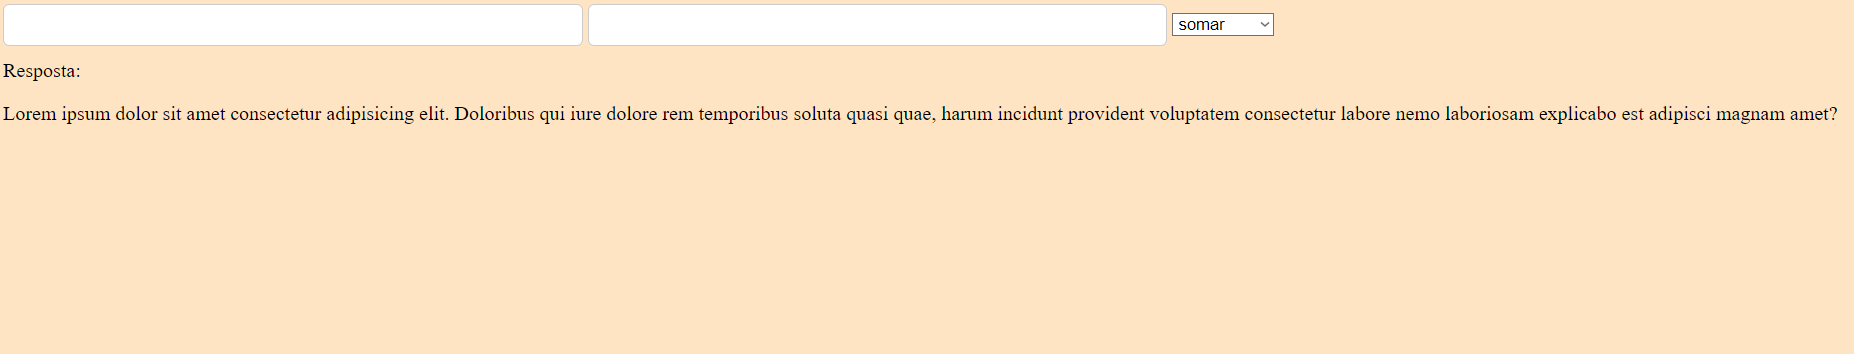 somar
Resposta:
Lorem ipsum dolor sit amet consectetur adipisicing elit. Doloribus qui iure dolore rem temporibus soluta quasi quae, harum incidunt provident voluptatem consectetur labore nemo laboriosam explicabo est adipisci magnam amet?